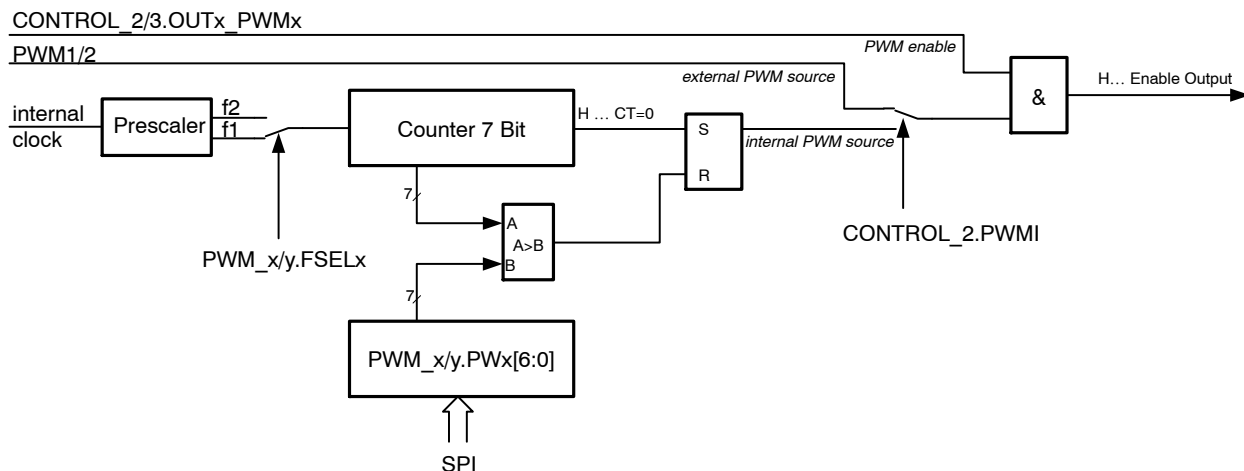 CONTROL_2/3.OUTx_PWMx
PWM enable
PWM1/2
external PWM source
H… Enable Output
&
internal
clock
Prescaler
f2
f1
Counter 7 Bit
H … CT=0
S
R
internal PWM source
7
A
A>B
B
PWM_x/y.FSELx
CONTROL_2.PWMI
7
PWM_x/y.PWx[6:0]
SPI